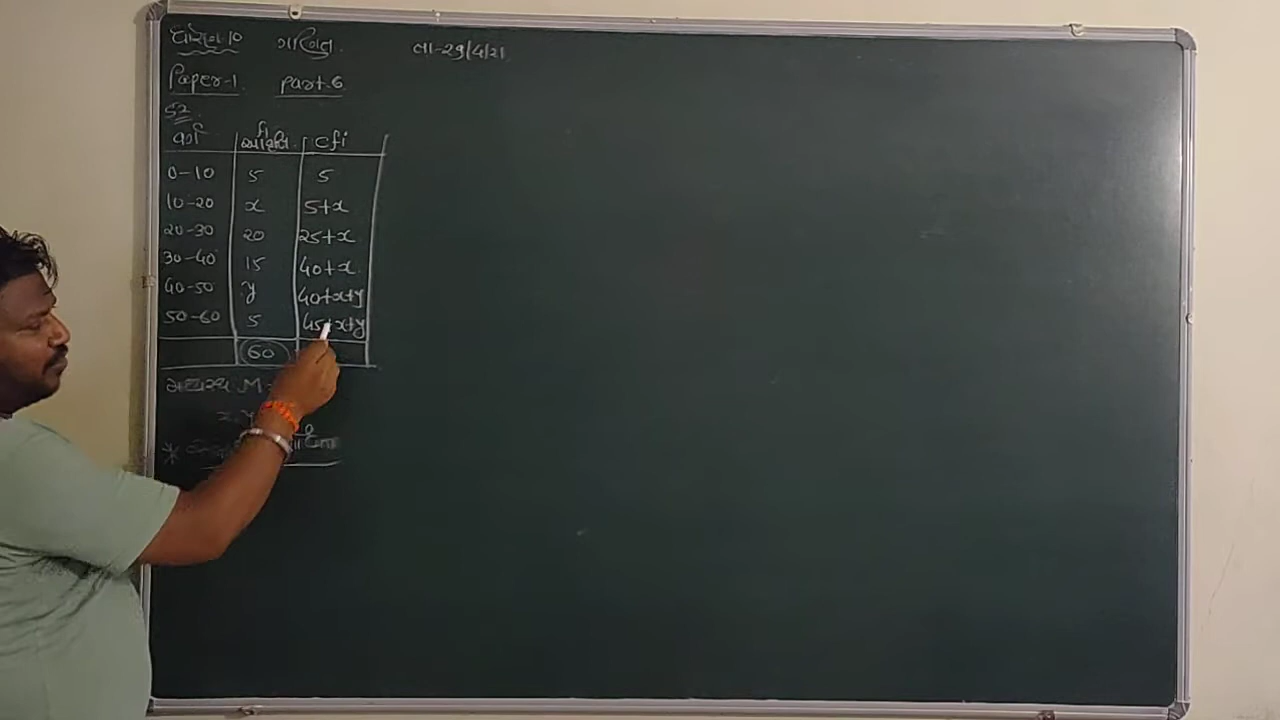 ધોરણ 10 ગણિત. તા-29/4/21
Paper-1. Part-6
52.
વર્ગ આવૃત્તિ cfi
0-10 5 5
10-20 x 5+x
20-30 20 25+x
30-40 15 40+x
40-50 y 40+x+y
50-60 5 45+x+y
60
મધ્યસ્થ M